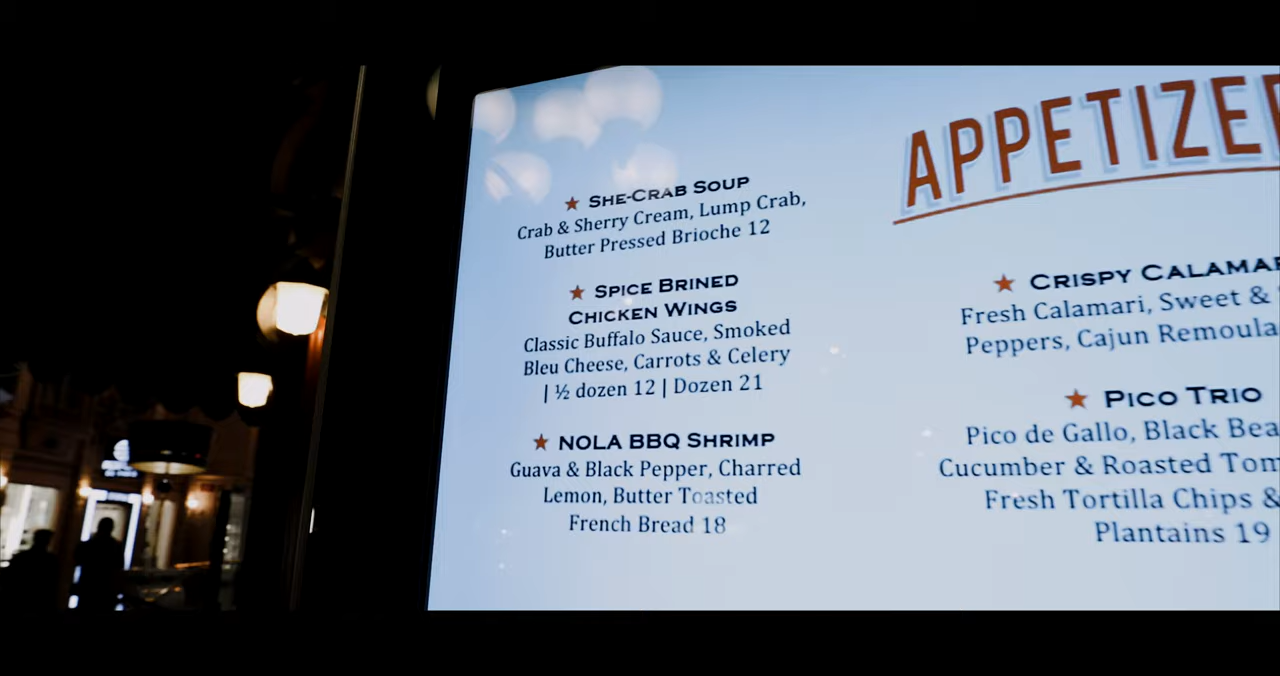 APPETIZE
★ SHE-CRAB SOUP
Crab & Sherry Cream, Lump Crab,
Butter Pressed Brioche 12
★ SPICE BRINED
CHICKEN WINGS
Classic Buffalo Sauce, Smoked
Bleu Cheese, Carrots & Celery
| ½ dozen 12 | Dozen 21
★ NOLA BBQ SHRIMP
Guava & Black Pepper, Charred
Lemon, Butter Toasted
French Bread 18
★ CRISPY CALAMAR
Fresh Calamari, Sweet &
Peppers, Cajun Remoula
★ PICO TRIO
Pico de Gallo, Black Bea
Cucumber & Roasted Tom
Fresh Tortilla Chips &
Plantains 19